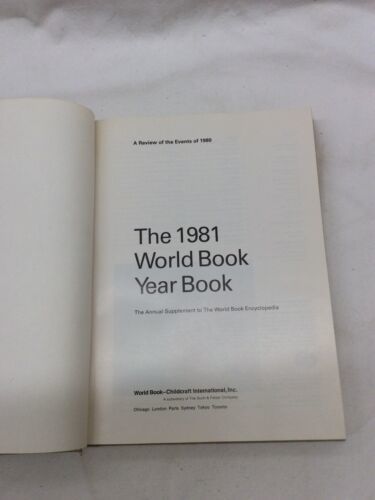 A Review of the Events of 1980
The 1981
World Book
Year Book
The Annual Supplement to The World Book Encyclopedia
World Book–Childcraft International, Inc.
A subsidiary of The Scott & Fetzer Company
Chicago London Paris Sydney Tokyo Toronto